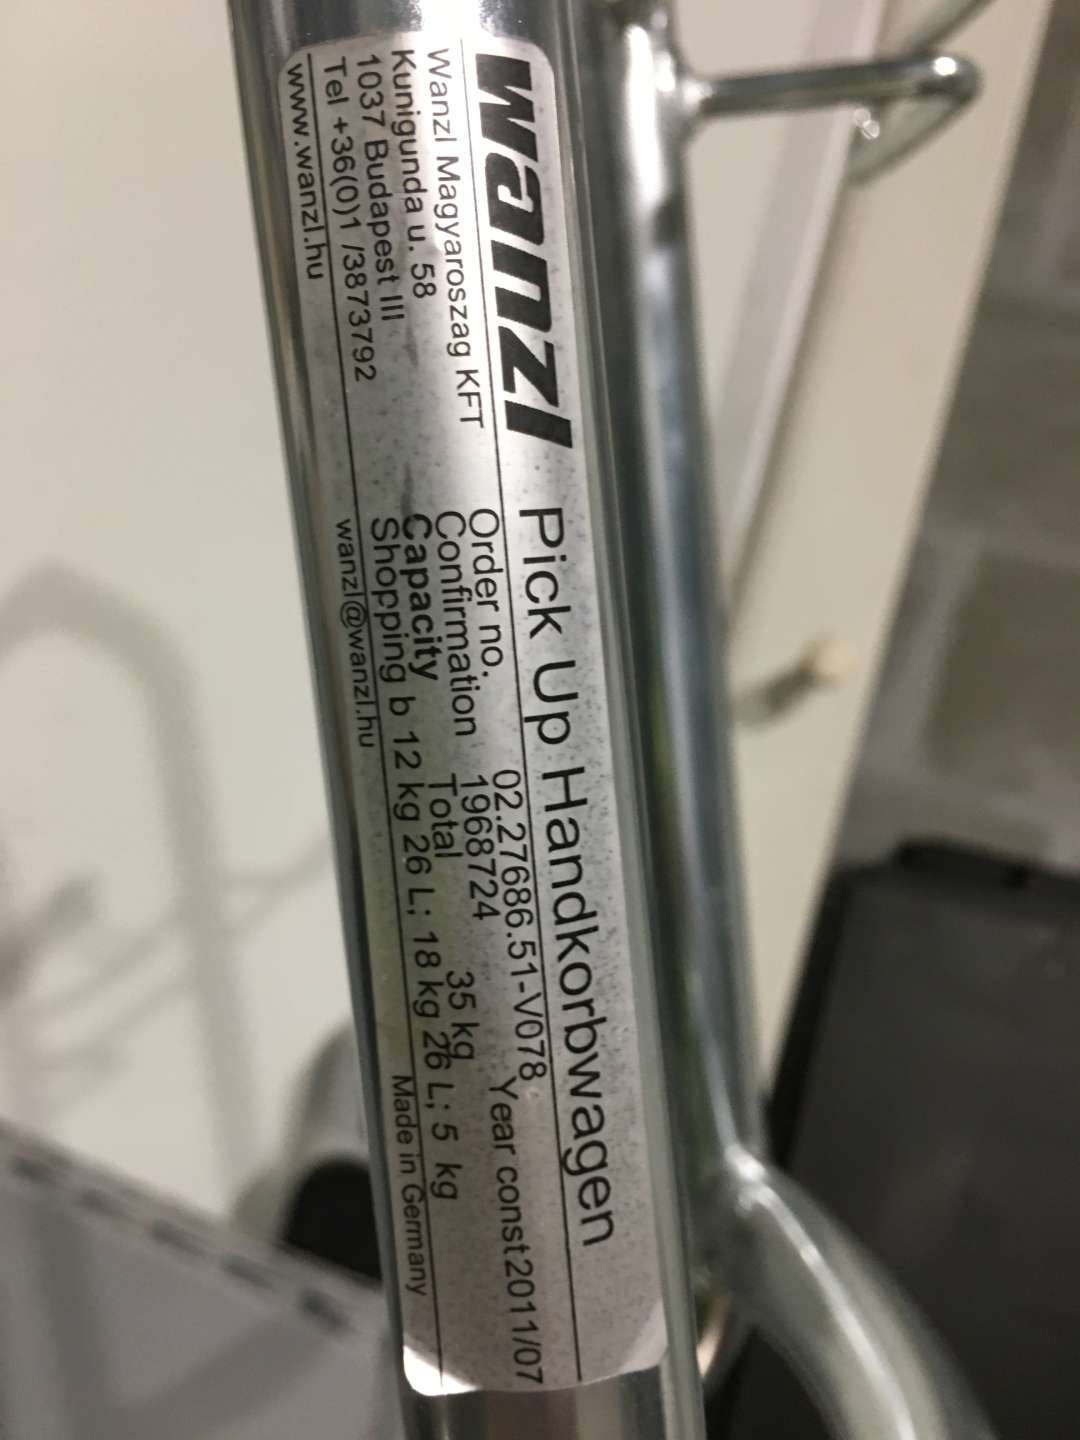 wanzl Pick Up Handkorbwagen
Wanzl Magyaroszag KFT
Kunigunda u. 58
1037 Budapest III
Tel +36(0)1 /3873792
www.wanzl.hu
Order no. 02.27686.51-V078 Year const2011/07
Confirmation 1968724
Capacity Total 35 kg
Shopping b 12 kg 26 L; 18 kg 26 L; 5 kg
wanzl@wanzl.hu Made in Germany